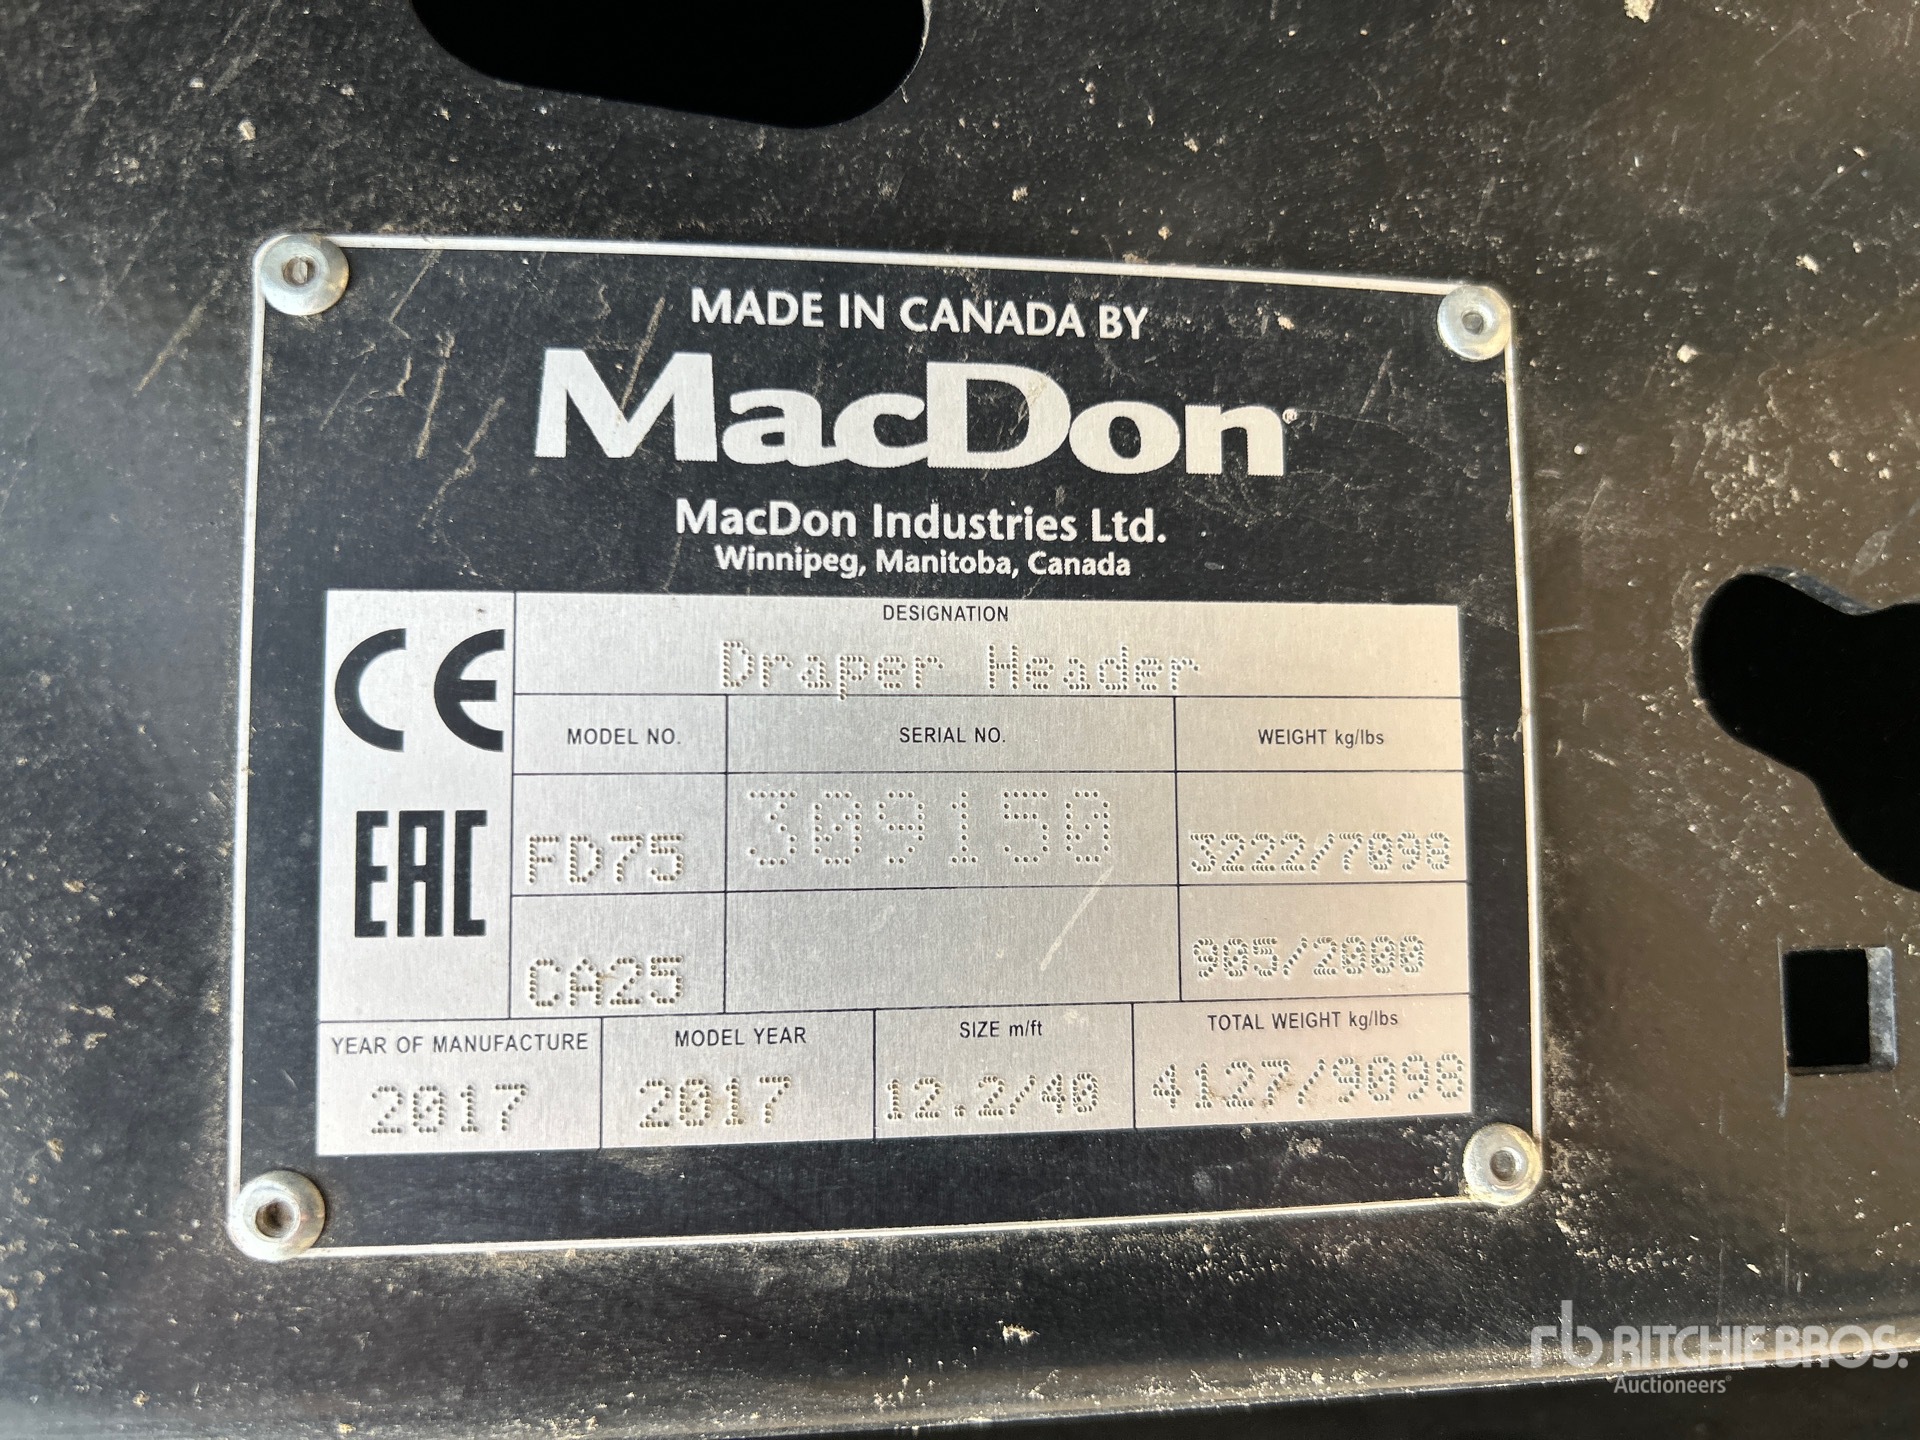 MADE IN CANADA BY
MacDon®
MacDon Industries Ltd.
Winnipeg, Manitoba, Canada
CE
EAC
DESIGNATION
Draper Header
MODEL NO.
SERIAL NO.
WEIGHT kg/lbs
FD75
309150
3222/7098
CA25
905/2000
YEAR OF MANUFACTURE
MODEL YEAR
SIZE m/ft
TOTAL WEIGHT kg/lbs
2017
2017
12.2/40
4127/9098
rb RITCHIE BROS.
Auctioneers®